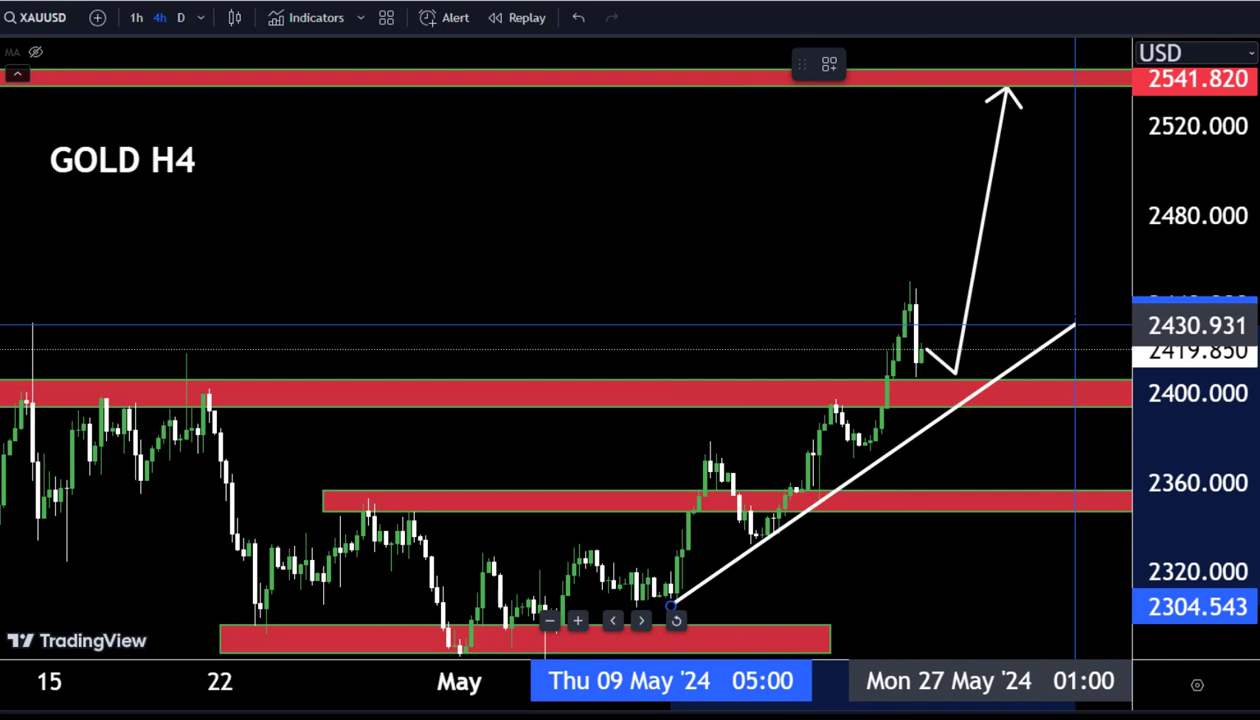 XAUUSD 1h 4h D Indicators Alert Replay
MA
USD
2541.820
2520.000
GOLD H4
2480.000
2430.931
2419.850
2400.000
2360.000
2320.000
2304.543
TradingView
15 22 May Thu 09 May '24 05:00 Mon 27 May '24 01:00